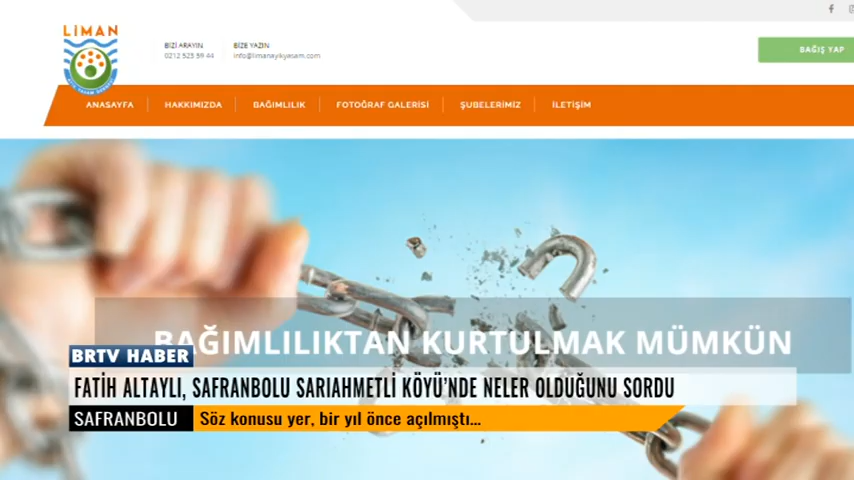 LİMAN
BİZİ ARAYIN
0212 523 59 44
BİZE YAZIN
info@limanayikyasam.com
BAĞIŞ YAP
ANASAYFA
HAKKIMIZDA
BAĞIMLILIK
FOTOĞRAF GALERİSİ
ŞUBELERİMİZ
İLETİŞİM
BAĞIMLILIKTAN KURTULMAK MÜMKÜN
BRTV HABER
FATİH ALTAYLI, SAFRANBOLU SARIAHMETLİ KÖYÜ'NDE NELER OLDUĞUNU SORDU
SAFRANBOLU
Söz konusu yer, bir yıl önce açılmıştı...